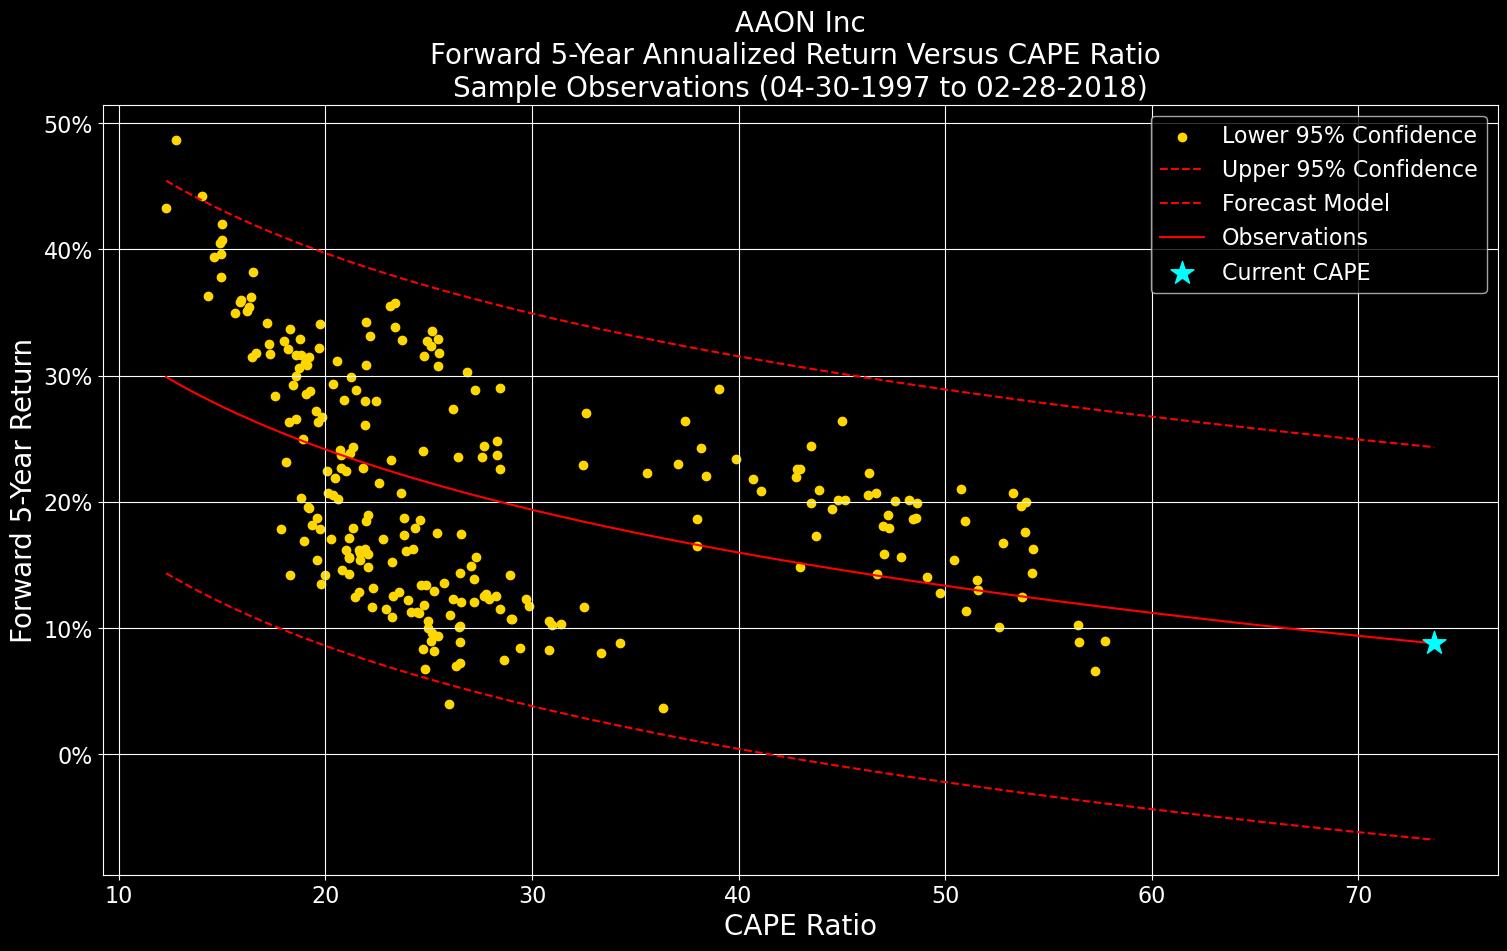 AAON Inc
Forward 5-Year Annualized Return Versus CAPE Ratio
Sample Observations (04-30-1997 to 02-28-2018)
Lower 95% Confidence
Upper 95% Confidence
Forecast Model
Observations
Current CAPE
Forward 5-Year Return
50%
40%
30%
20%
10%
0%
10 20 30 40 50 60 70
CAPE Ratio